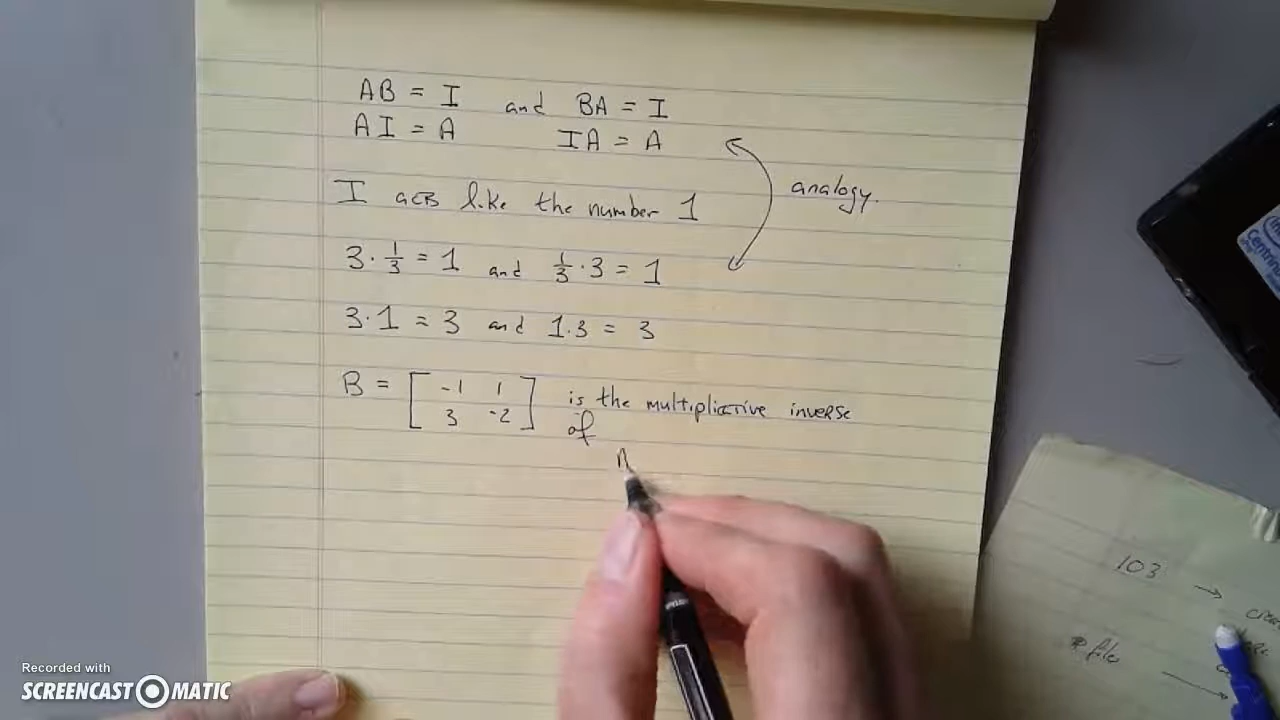 AB = I and BA = I
AI = A IA = A
I acts like the number 1
analogy.
3 · 1/3 = 1 and 1/3 · 3 = 1
3 · 1 = 3 and 1 · 3 = 3
B = [ -1 1
3 -2 ] is the multiplicative inverse
of
103 →
files →
Centrino
Recorded with
SCREENCAST MATIC